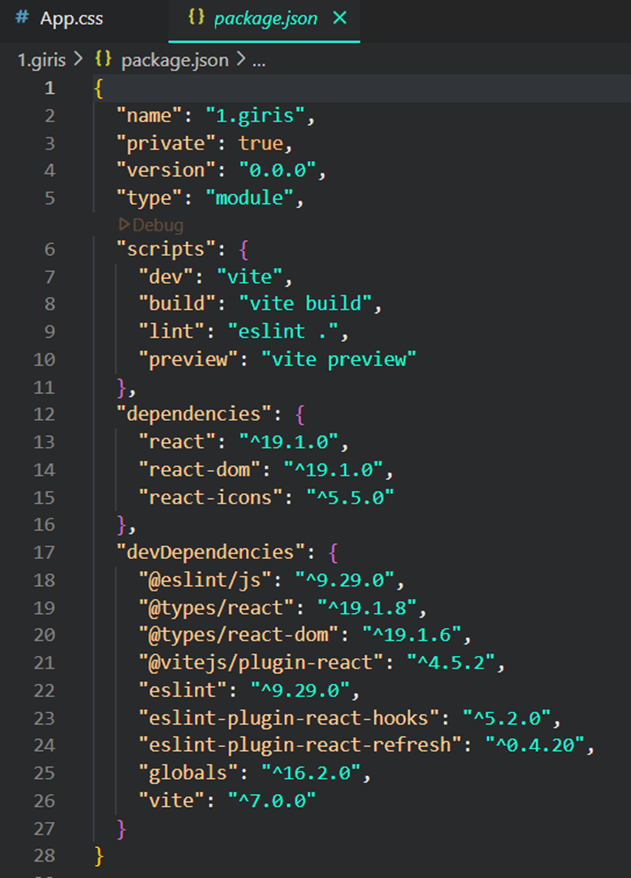 # App.css {} package.json ×
1.giris > {} package.json > ...
1 {
2 "name": "1.giris",
3 "private": true,
4 "version": "0.0.0",
5 "type": "module",
Debug
6 "scripts": {
7 "dev": "vite",
8 "build": "vite build",
9 "lint": "eslint .",
10 "preview": "vite preview"
11 },
12 "dependencies": {
13 "react": "^19.1.0",
14 "react-dom": "^19.1.0",
15 "react-icons": "^5.5.0"
16 },
17 "devDependencies": {
18 "@eslint/js": "^9.29.0",
19 "@types/react": "^19.1.8",
20 "@types/react-dom": "^19.1.6",
21 "@vitejs/plugin-react": "^4.5.2",
22 "eslint": "^9.29.0",
23 "eslint-plugin-react-hooks": "^5.2.0",
24 "eslint-plugin-react-refresh": "^0.4.20",
25 "globals": "^16.2.0",
26 "vite": "^7.0.0"
27 }
28 }